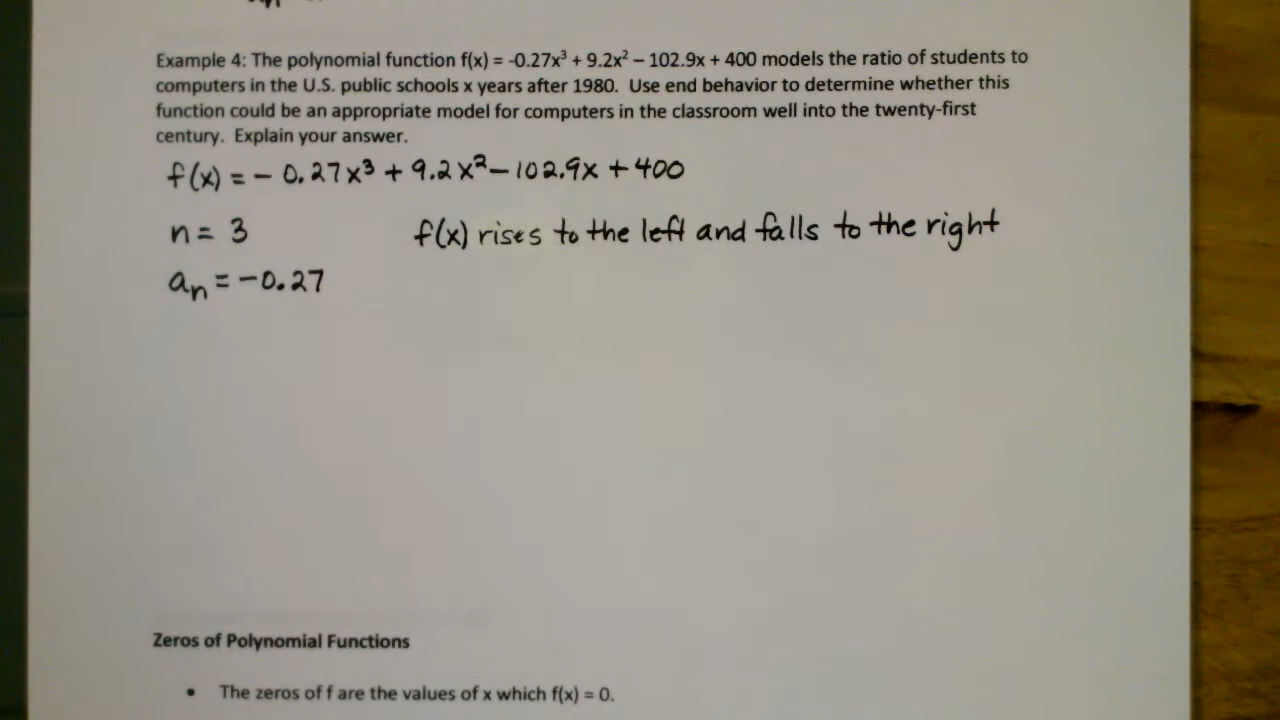 Example 4: The polynomial function f(x) = -0.27x³ + 9.2x² – 102.9x + 400 models the ratio of students to
computers in the U.S. public schools x years after 1980. Use end behavior to determine whether this
function could be an appropriate model for computers in the classroom well into the twenty-first
century. Explain your answer.
f(x) = - 0.27x³ + 9.2x² - 102.9x + 400
n = 3 f(x) rises to the left and falls to the right
aₙ = -0.27
Zeros of Polynomial Functions
• The zeros of f are the values of x which f(x) = 0.